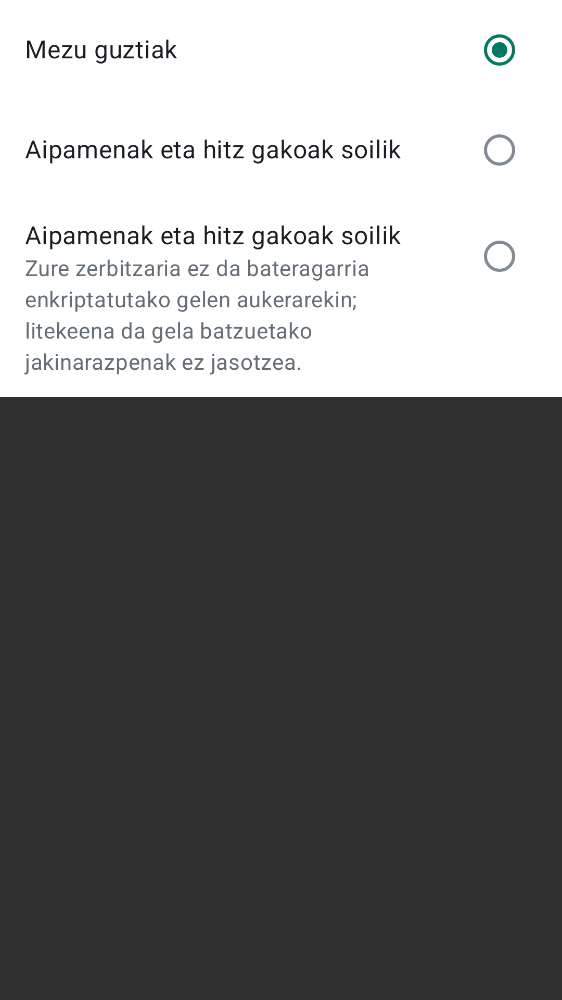 Mezu guztiak
Aipamenak eta hitz gakoak soilik
Aipamenak eta hitz gakoak soilik
Zure zerbitzaria ez da bateragarria
enkriptatutako gelen aukerarekin;
litekeena da gela batzuetako
jakinarazpenak ez jasotzea.